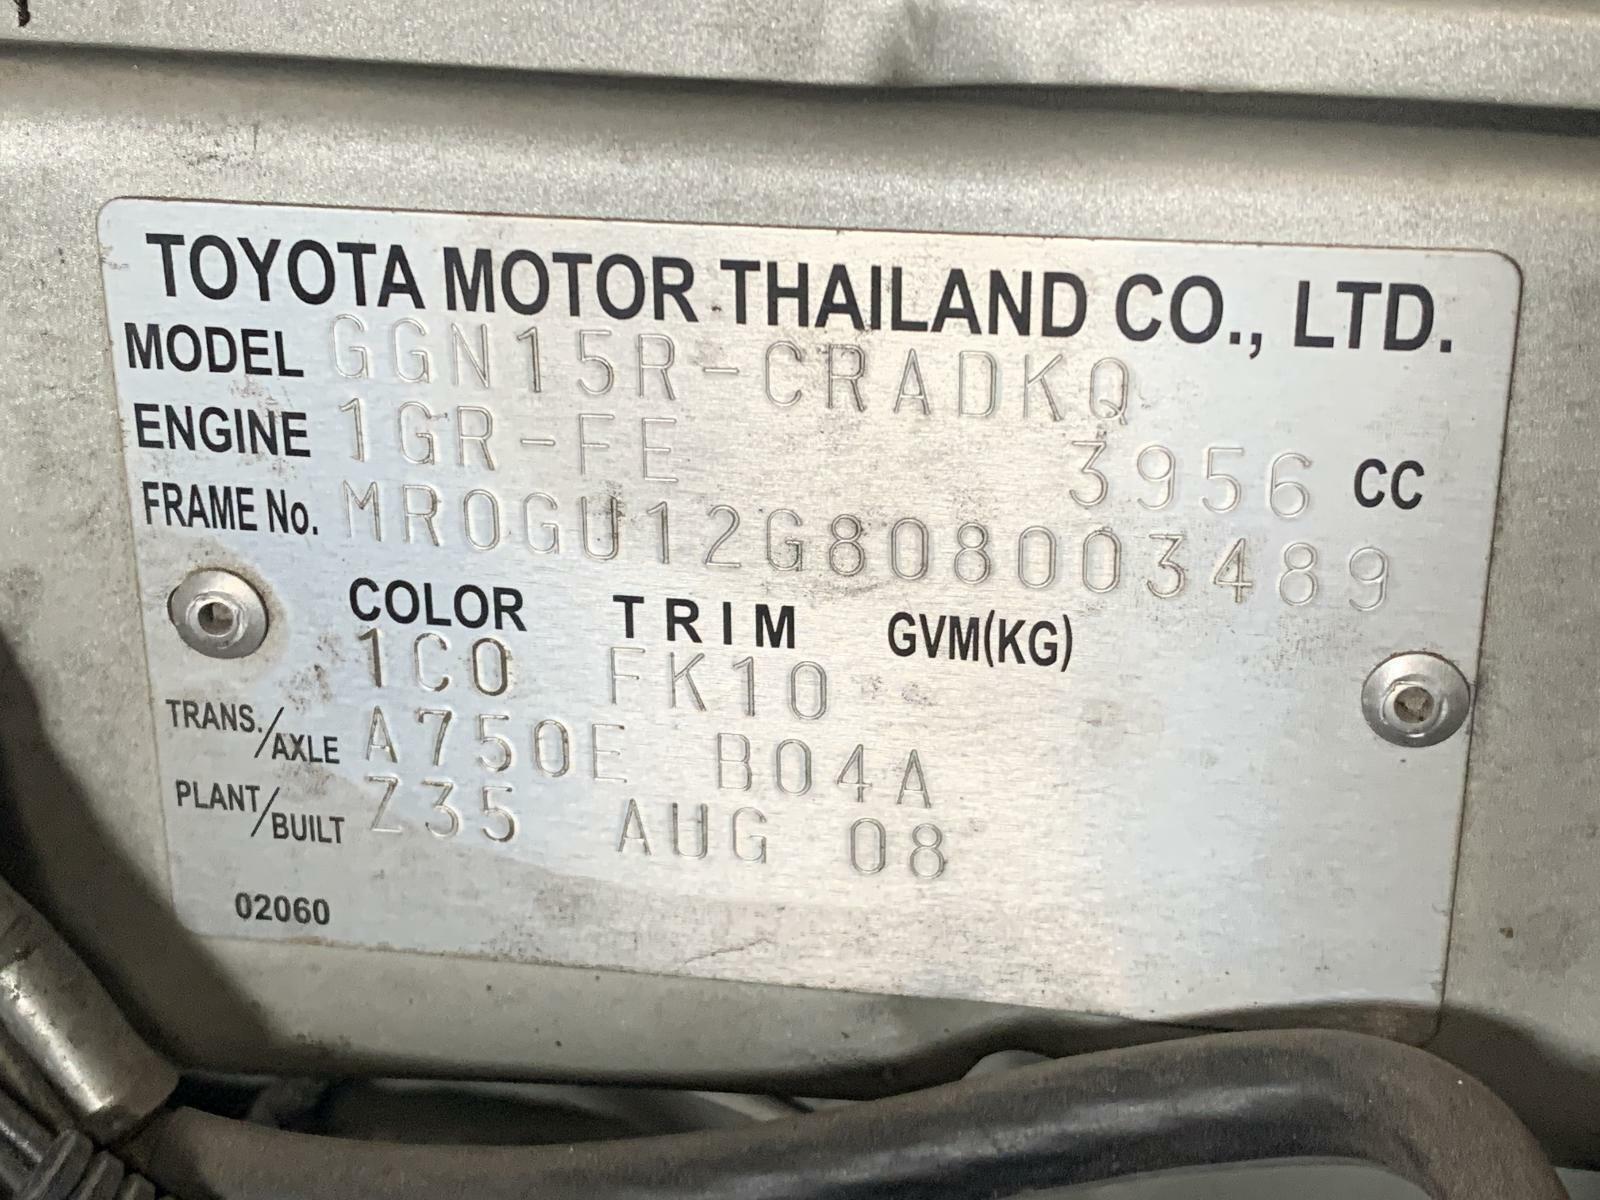 TOYOTA MOTOR THAILAND CO., LTD.
MODEL GGN15R-CRADKQ
ENGINE 1GR-FE 3956 CC
FRAME No. MR0GU12G808003489
COLOR TRIM GVM(KG)
1C0 FK10
TRANS./AXLE A750E B04A
PLANT/BUILT Z35 AUG 08
02060